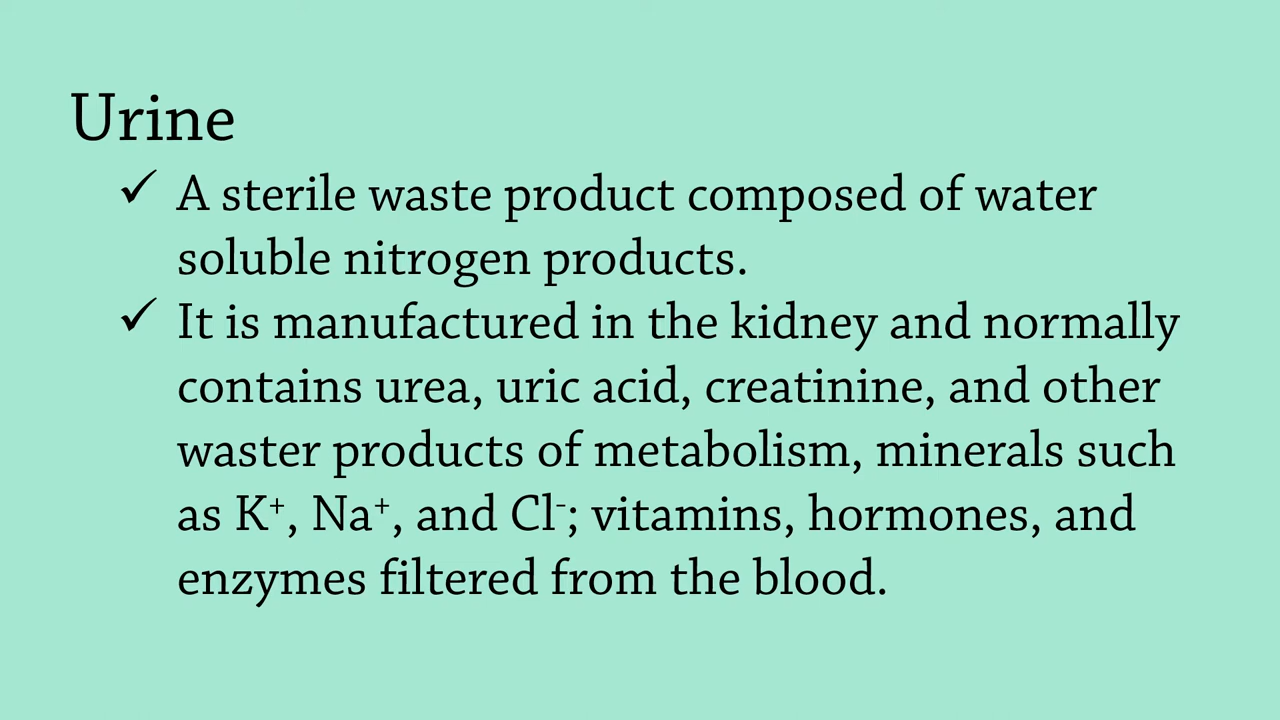 Urine
✓ A sterile waste product composed of water
soluble nitrogen products.
✓ It is manufactured in the kidney and normally
contains urea, uric acid, creatinine, and other
waster products of metabolism, minerals such
as K⁺, Na⁺, and Cl⁻; vitamins, hormones, and
enzymes filtered from the blood.